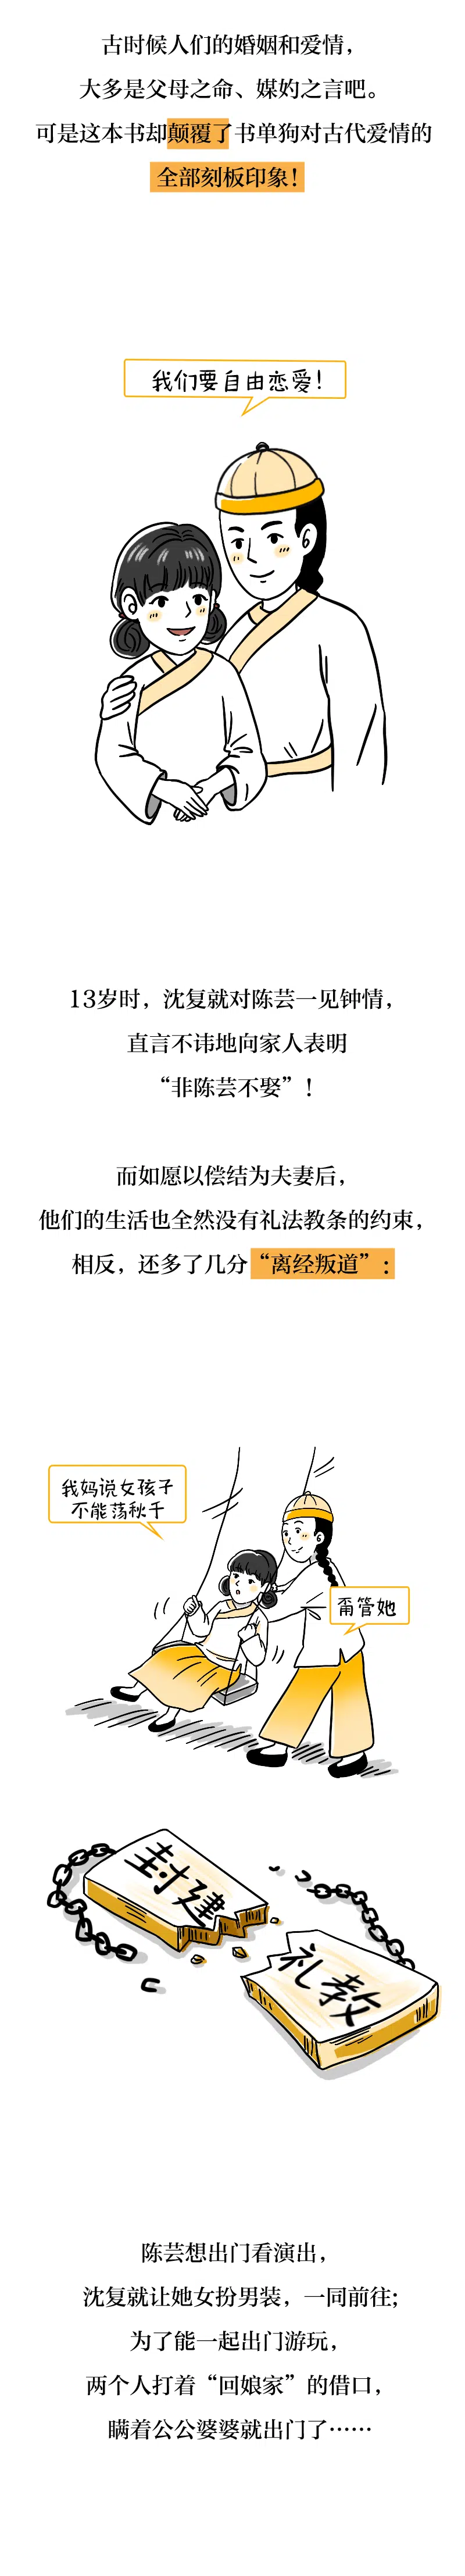 古时候人们的婚姻和爱情，
大多是父母之命、媒妁之言吧。
可是这本书却颠覆了书单狗对古代爱情的
全部刻板印象！
我们要自由恋爱！
13岁时，沈复就对陈芸一见钟情，
直言不讳地向家人表明
“非陈芸不娶”！
而如愿以偿结为夫妻后，
他们的生活也全然没有礼法教条的约束，
相反，还多了几分“离经叛道”：
我妈说女孩子
不能荡秋千
甭管她
封建
礼教
陈芸想出门看演出，
沈复就让她女扮男装，一同前往；
为了能一起出门游玩，
两个人打着“回娘家”的借口，
瞒着公公婆婆就出门了……